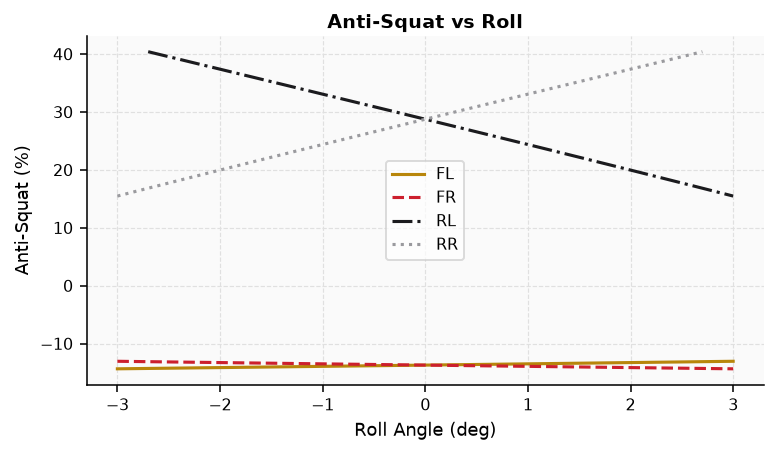 Anti-Squat vs Roll
Anti-Squat (%)
40
30
20
10
0
−10
FL
FR
RL
RR
−3
−2
−1
0
1
2
3
Roll Angle (deg)